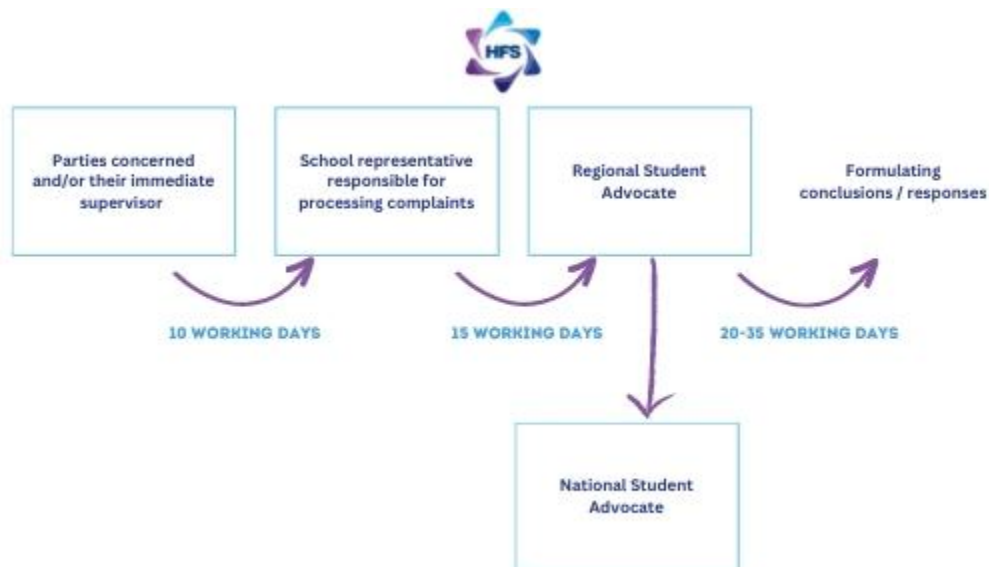 HFS
Parties concerned
and/or their immediate
supervisor
School representative
responsible for
processing complaints
Regional Student
Advocate
Formulating
conclusions / responses
10 WORKING DAYS
15 WORKING DAYS
20-35 WORKING DAYS
National Student
Advocate